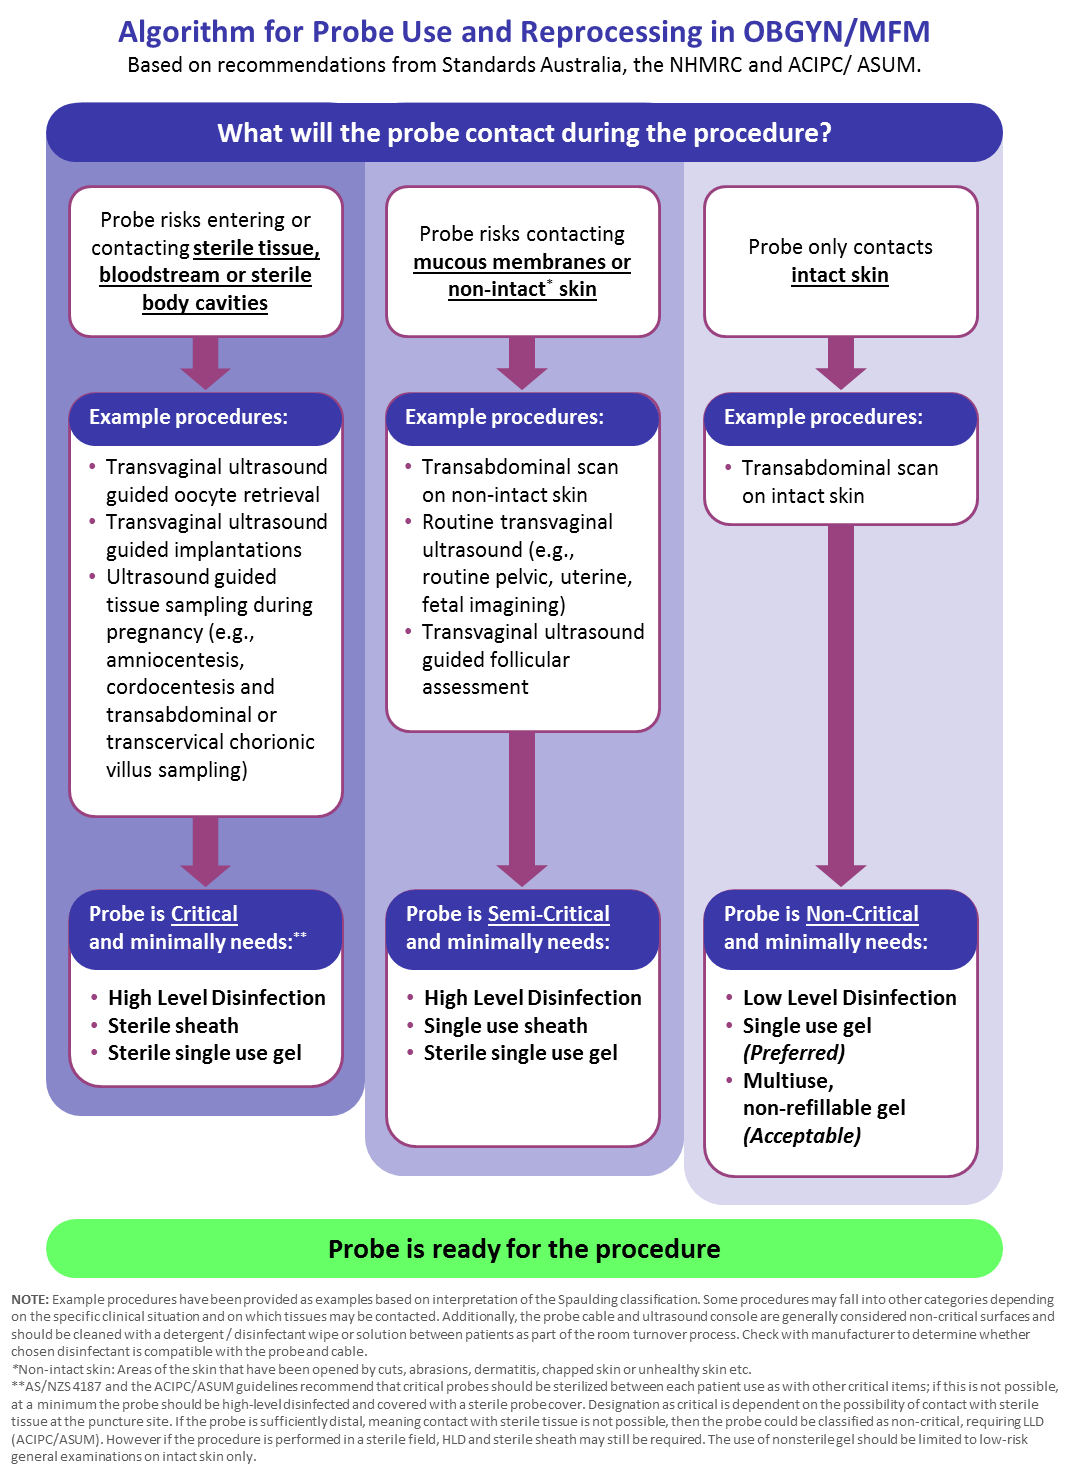 Algorithm for Probe Use and Reprocessing in OBGYN/MFM
Based on recommendations from Standards Australia, the NHMRC and ACIPC/ ASUM.
What will the probe contact during the procedure?
Probe risks entering or
contacting sterile tissue,
bloodstream or sterile
body cavities
Example procedures:
• Transvaginal ultrasound
guided oocyte retrieval
• Transvaginal ultrasound
guided implantations
• Ultrasound guided
tissue sampling during
pregnancy (e.g.,
amniocentesis,
cordocentesis and
transabdominal or
transcervical chorionic
villus sampling)
Probe is Critical
and minimally needs:**
• High Level Disinfection
• Sterile sheath
• Sterile single use gel
Probe risks contacting
mucous membranes or
non-intact* skin
Example procedures:
• Transabdominal scan
on non-intact skin
• Routine transvaginal
ultrasound (e.g.,
routine pelvic, uterine,
fetal imagining)
• Transvaginal ultrasound
guided follicular
assessment
Probe is Semi-Critical
and minimally needs:
• High Level Disinfection
• Single use sheath
• Sterile single use gel
Probe only contacts
intact skin
Example procedures:
• Transabdominal scan
on intact skin
Probe is Non-Critical
and minimally needs:
• Low Level Disinfection
• Single use gel
(Preferred)
• Multiuse,
non-refillable gel
(Acceptable)
Probe is ready for the procedure
NOTE: Example procedures have been provided as examples based on interpretation of the Spaulding classification. Some procedures may fall into other categories depending
on the specific clinical situation and on which tissues may be contacted. Additionally, the probe cable and ultrasound console are generally considered non-critical surfaces and
should be cleaned with a detergent / disinfectant wipe or solution between patients as part of the room turnover process. Check with manufacturer to determine whether
chosen disinfectant is compatible with the probe and cable.
*Non-intact skin: Areas of the skin that have been opened by cuts, abrasions, dermatitis, chapped skin or unhealthy skin etc.
**AS/NZS 4187 and the ACIPC/ASUM guidelines recommend that critical probes should be sterilized between each patient use as with other critical items; if this is not possible,
at a minimum the probe should be high-level disinfected and covered with a sterile probe cover. Designation as critical is dependent on the possibility of contact with sterile
tissue at the puncture site. If the probe is sufficiently distal, meaning contact with sterile tissue is not possible, then the probe could be classified as non-critical, requiring LLD
(ACIPC/ASUM). However if the procedure is performed in a sterile field, HLD and sterile sheath may still be required. The use of nonsterile gel should be limited to low-risk
general examinations on intact skin only.